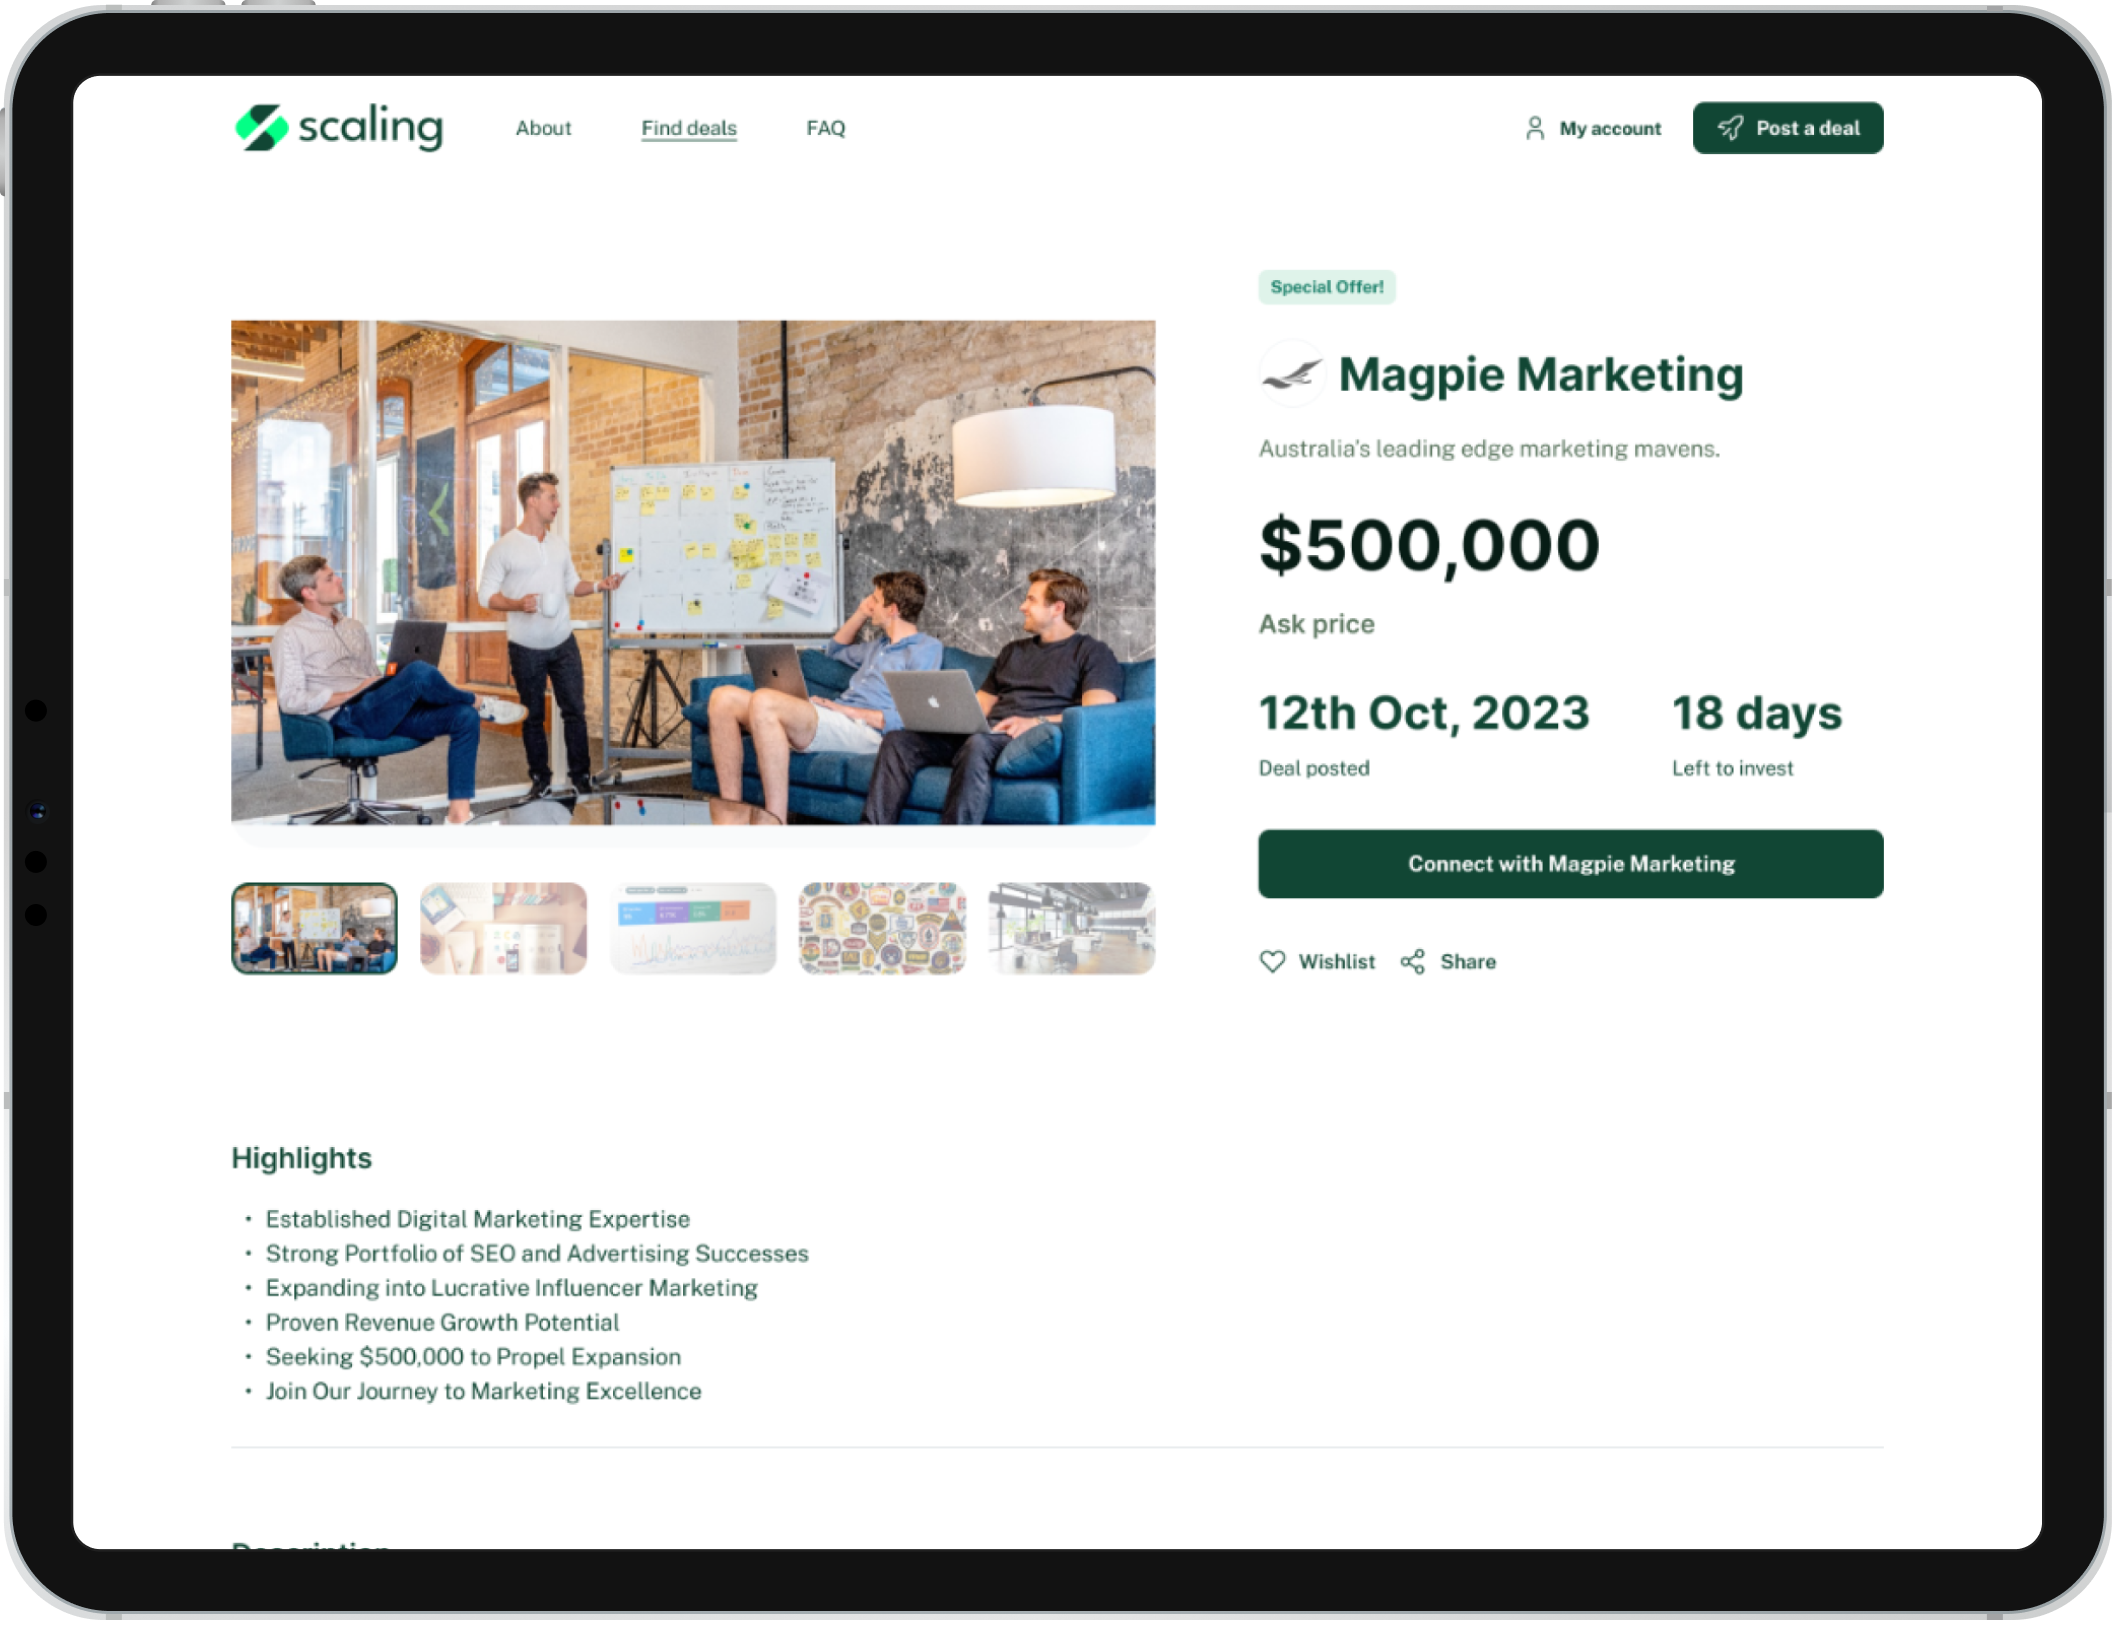 scaling
About
Find deals
FAQ
My account
Post a deal
Special Offer!
Magpie Marketing
Australia's leading edge marketing mavens.
$500,000
Ask price
12th Oct, 2023
Deal posted
18 days
Left to invest
Connect with Magpie Marketing
Wishlist
Share
Highlights
• Established Digital Marketing Expertise
• Strong Portfolio of SEO and Advertising Successes
• Expanding into Lucrative Influencer Marketing
• Proven Revenue Growth Potential
• Seeking $500,000 to Propel Expansion
• Join Our Journey to Marketing Excellence
Description